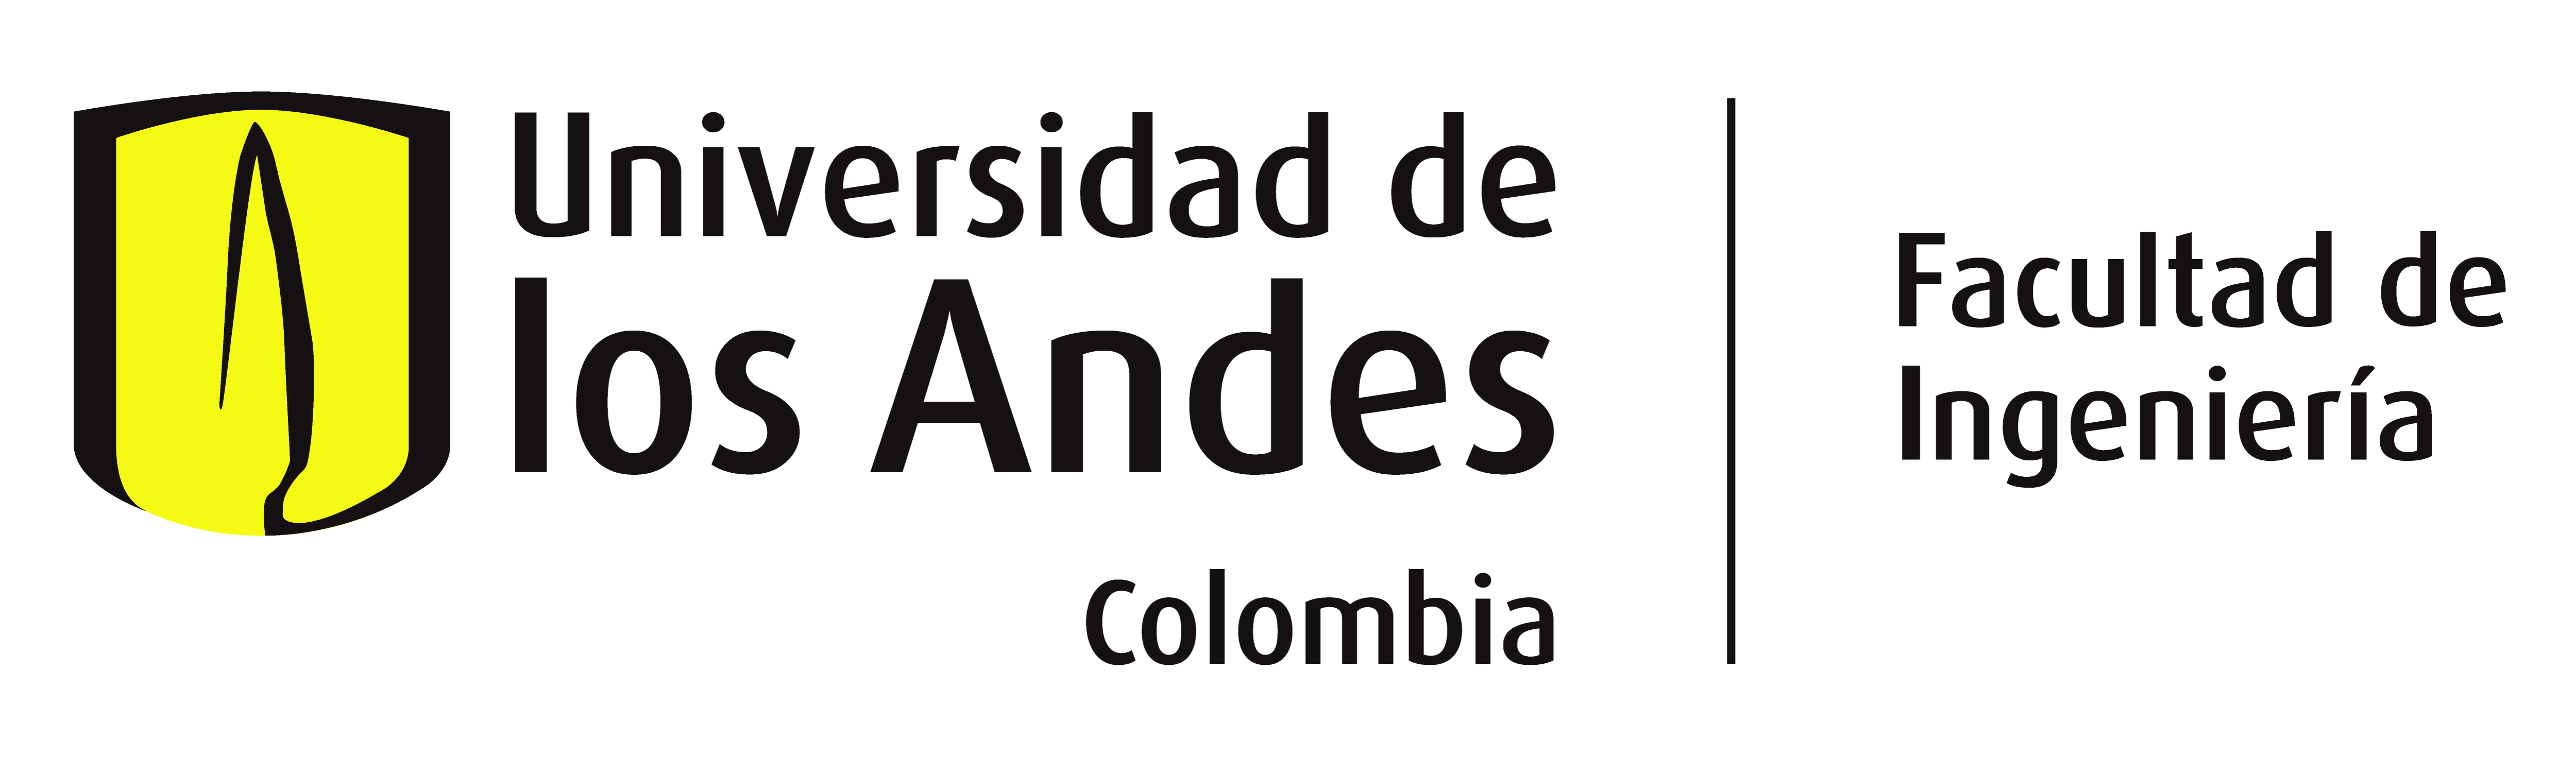 Universidad de
los Andes
Colombia
Facultad de
Ingeniería